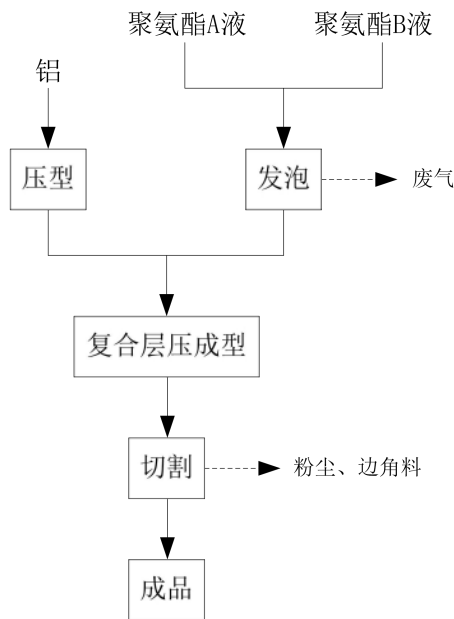 聚氨酯A液
聚氨酯B液
铝
压型
发泡
废气
复合层压成型
切割
粉尘、边角料
成品